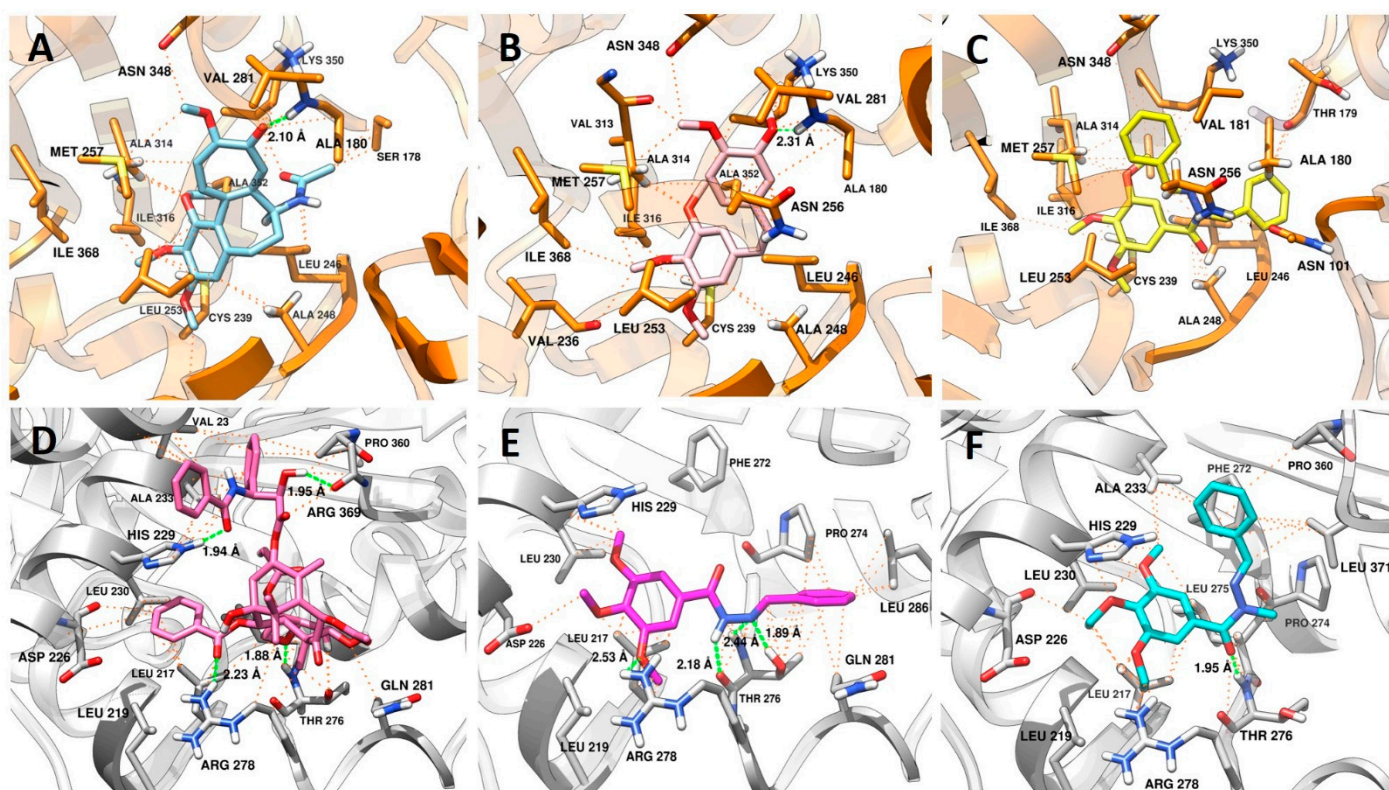 A
ASN 348
VAL 281
LYS 350
2.10 Å
ALA 180
SER 178
MET 257
ALA 314
ALA 352
ILE 316
ILE 368
LEU 246
LEU 253
CYS 239
ALA 248
B
ASN 348
LYS 350
VAL 281
VAL 313
2.31 Å
ALA 314
MET 257
ALA 352
ALA 180
ASN 256
ILE 316
ILE 368
LEU 246
LEU 253
CYS 239
ALA 248
VAL 236
C
ASN 348
LYS 350
THR 179
ALA 314
VAL 181
MET 257
ALA 180
ASN 256
ILE 316
ILE 368
ASN 101
LEU 253
CYS 239
LEU 246
ALA 248
D
VAL 23
PRO 360
ALA 233
1.95 Å
ARG 369
HIS 229
1.94 Å
LEU 230
ASP 226
1.88 Å
LEU 217
2.23 Å
GLN 281
LEU 219
THR 276
ARG 278
E
PHE 272
HIS 229
LEU 230
PRO 274
LEU 286
1.89 Å
ASP 226
LEU 217
2.44 Å
2.53 Å
2.18 Å
GLN 281
THR 276
LEU 219
ARG 278
F
PRO 360
PHE 272
ALA 233
HIS 229
LEU 371
LEU 230
LEU 275
PRO 274
ASP 226
1.95 Å
LEU 217
LEU 219
THR 276
ARG 278